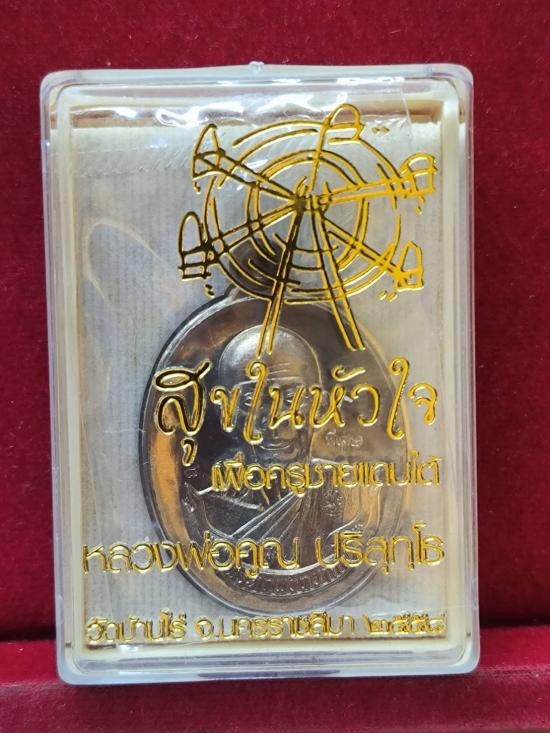 สุขในหัวใจ
เพื่อครูชายแดนใต้
หลวงพ่อคูณ ปริสุทโธ
วัดบ้านไร่ จ.นครราชสีมา ๒๕๕๘